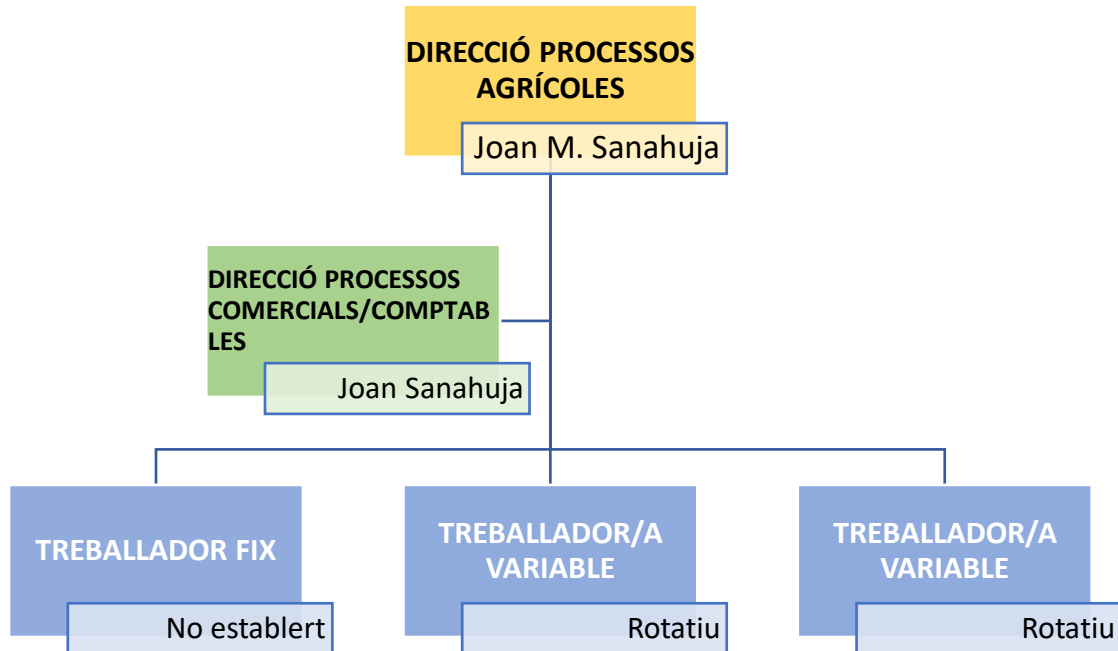 DIRECCIÓ PROCESSOS
AGRÍCOLES
Joan M. Sanahuja
DIRECCIÓ PROCESSOS
COMERCIALS/COMPTAB
LES
Joan Sanahuja
TREBALLADOR FIX
No establert
TREBALLADOR/A
VARIABLE
Rotatiu
TREBALLADOR/A
VARIABLE
Rotatiu